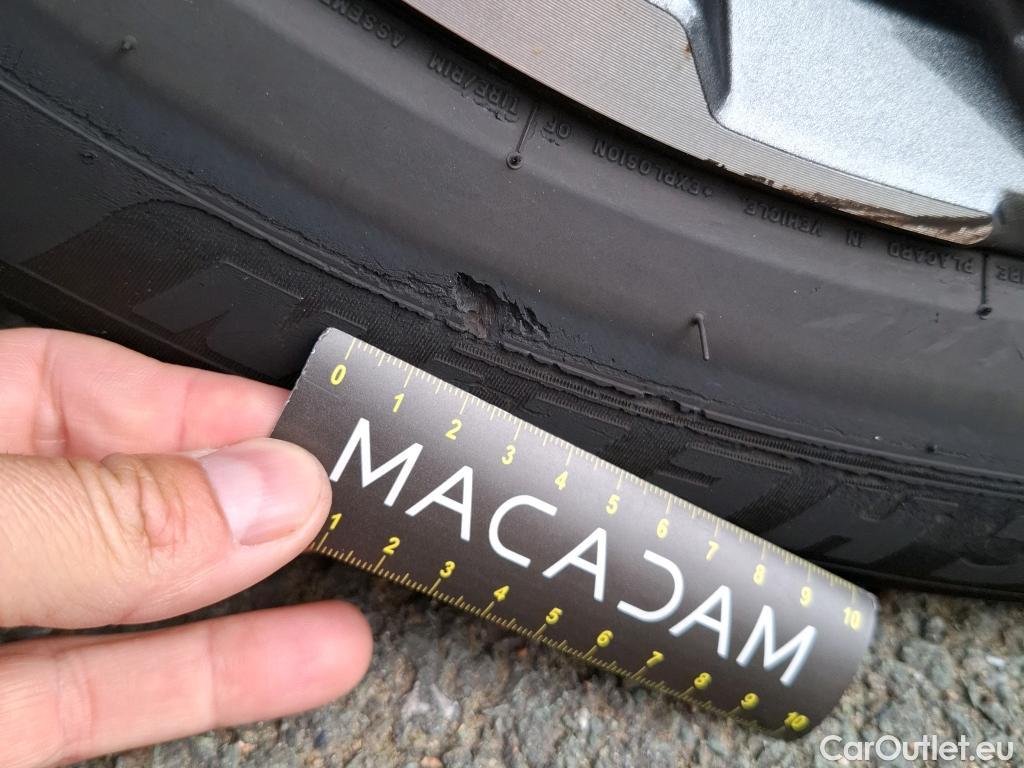 ASSEM
TIRE/RIM
EXPLOSION OF
PLACARD IN VEHICLE.
0 1 2 3 4 5 6 7 8 9 10
MACADAM
1 2 3 4 5 6 7 8 9 10
CarOutlet.eu